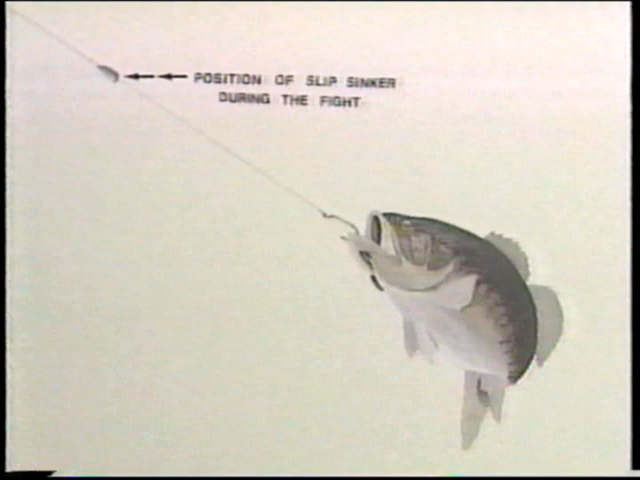 POSITION OF SLIP SINKER
DURING THE FIGHT